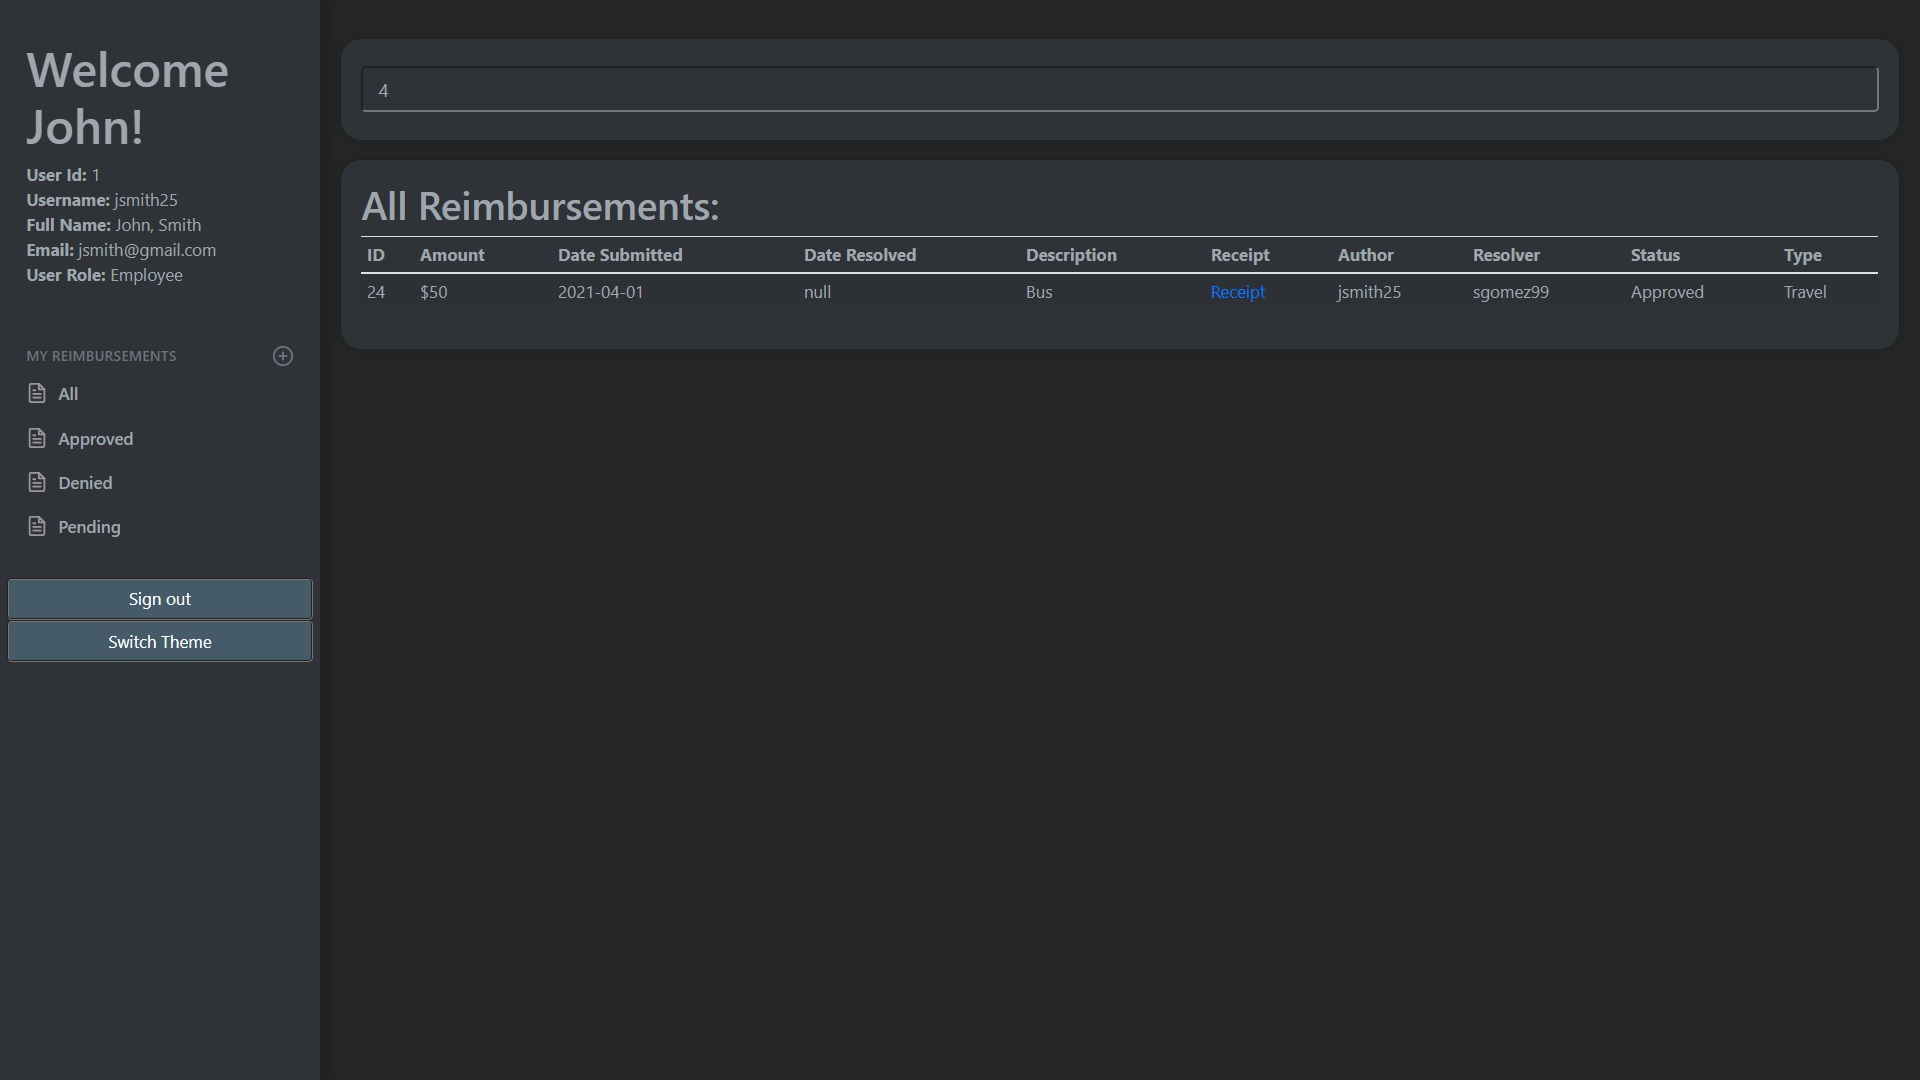 Welcome
John!
User Id: 1
Username: jsmith25
Full Name: John, Smith
Email: jsmith@gmail.com
User Role: Employee
MY REIMBURSEMENTS
All
Approved
Denied
Pending
Sign out
Switch Theme
4
All Reimbursements:
ID Amount Date Submitted Date Resolved Description Receipt Author Resolver Status Type
24 $50 2021-04-01 null Bus Receipt jsmith25 sgomez99 Approved Travel